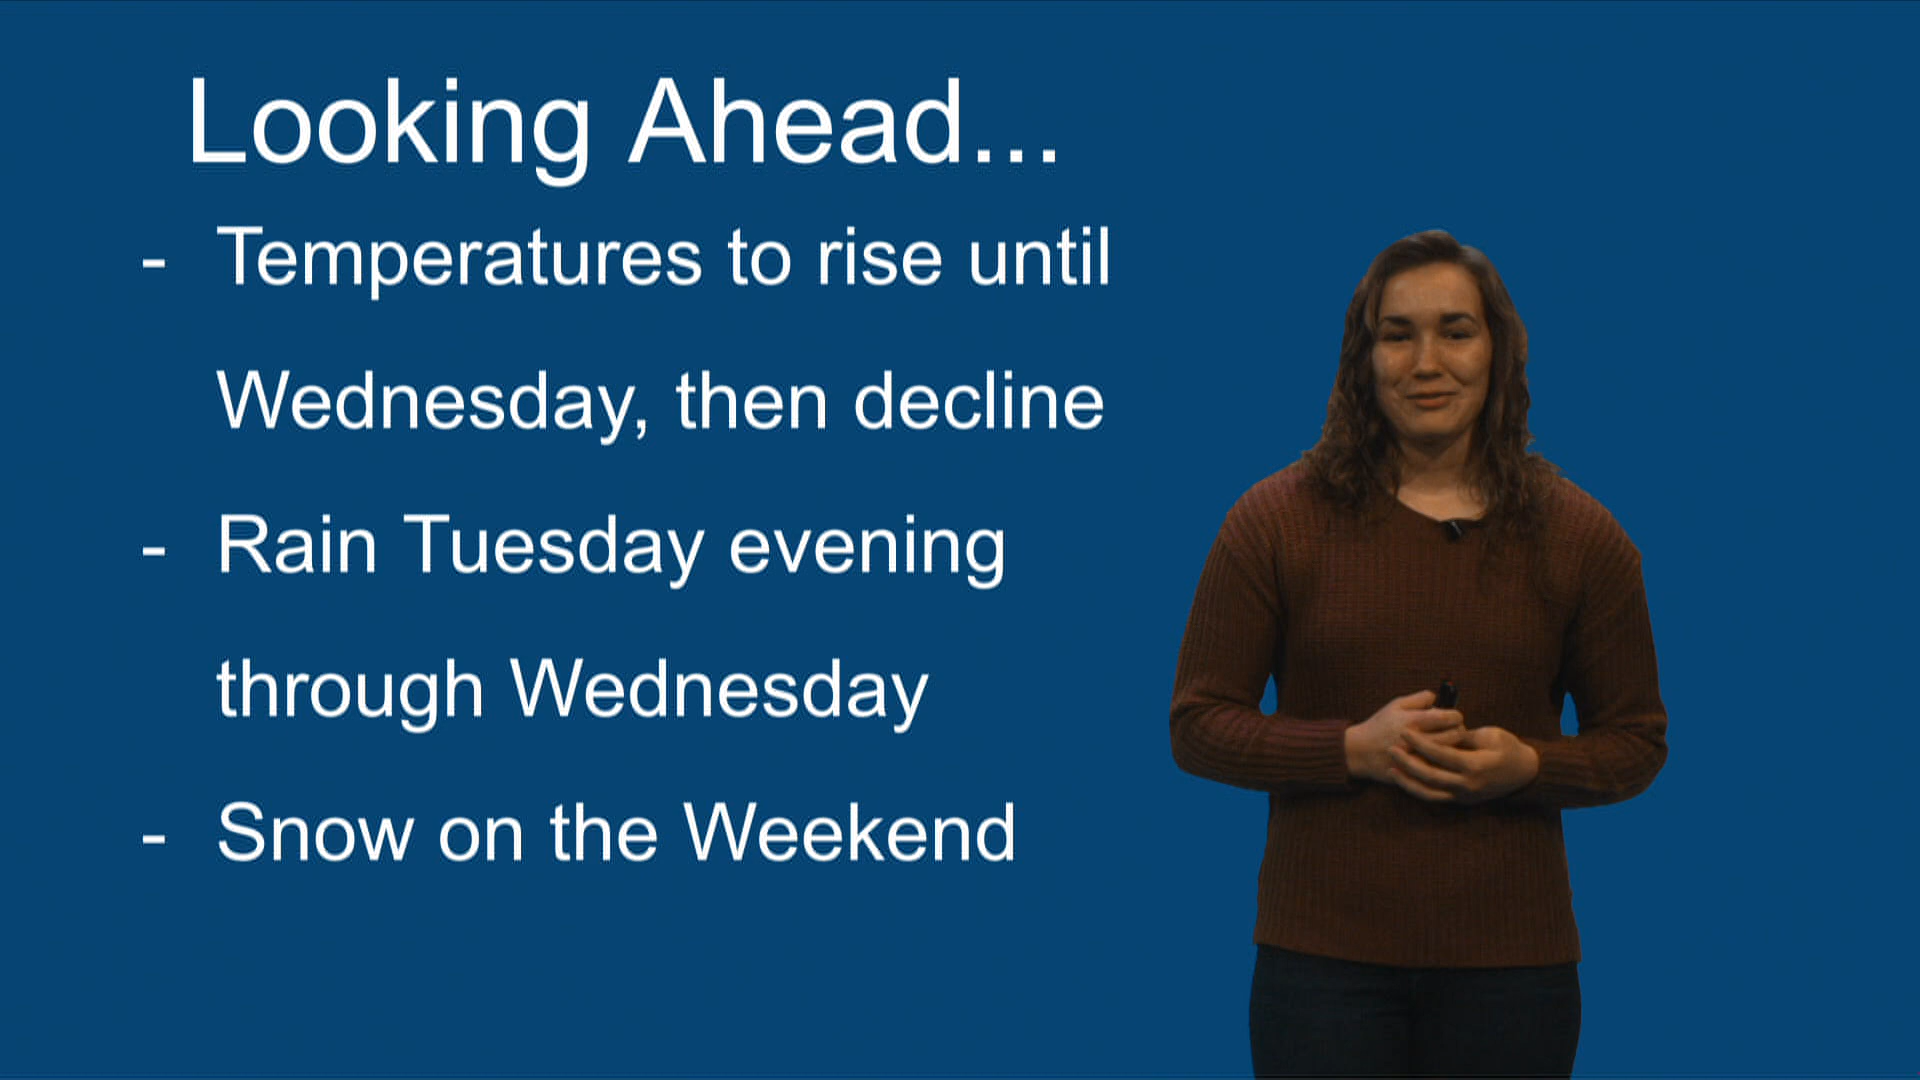 Looking Ahead...
- Temperatures to rise until
Wednesday, then decline
- Rain Tuesday evening
through Wednesday
- Snow on the Weekend